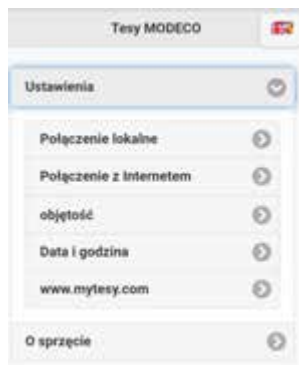 Tesy MODECO
Ustawienia
Połączenie lokalne
Połączenie z Internetem
objętość
Data i godzina
www.mytesy.com
O sprzęcie